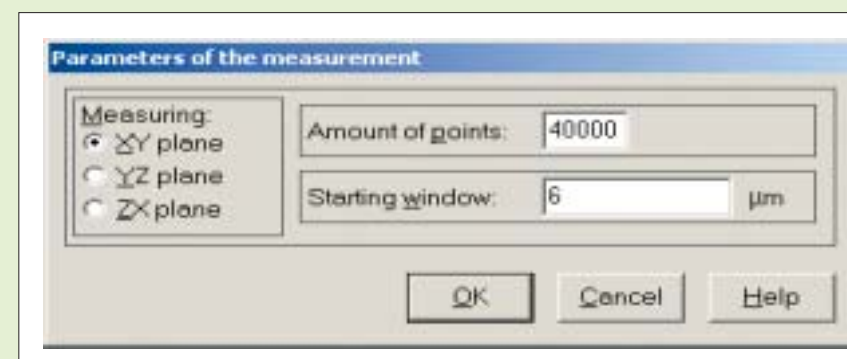 Parameters of the measurement
Measuring:
XY plane
YZ plane
ZX plane
Amount of points: 40000
Starting window: 6 µm
OK Cancel Help